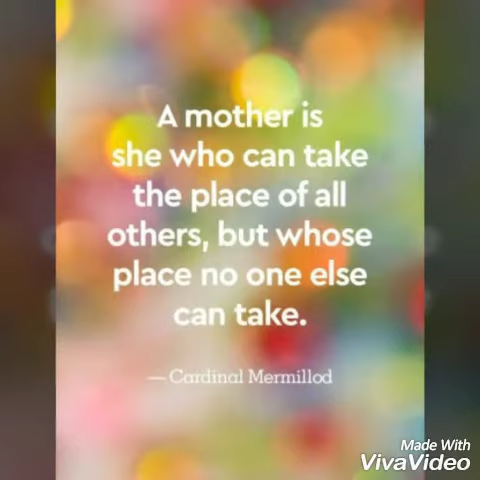 A mother is
she who can take
the place of all
others, but whose
place no one else
can take.
— Cardinal Mermillod
Made With
VivaVideo